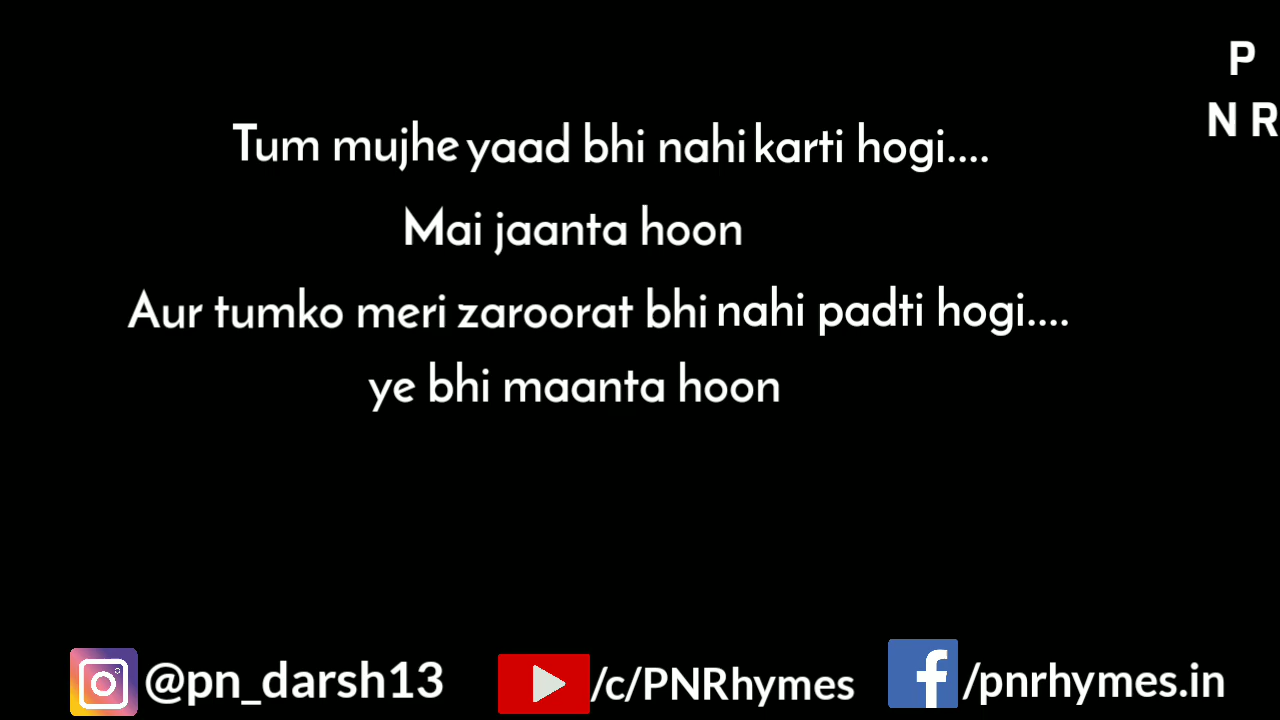 P
N R
Tum mujhe yaad bhi nahi karti hogi....
Mai jaanta hoon
Aur tumko meri zaroorat bhi nahi padti hogi....
ye bhi maanta hoon
@pn_darsh13 /c/PNRhymes /pnrhymes.in